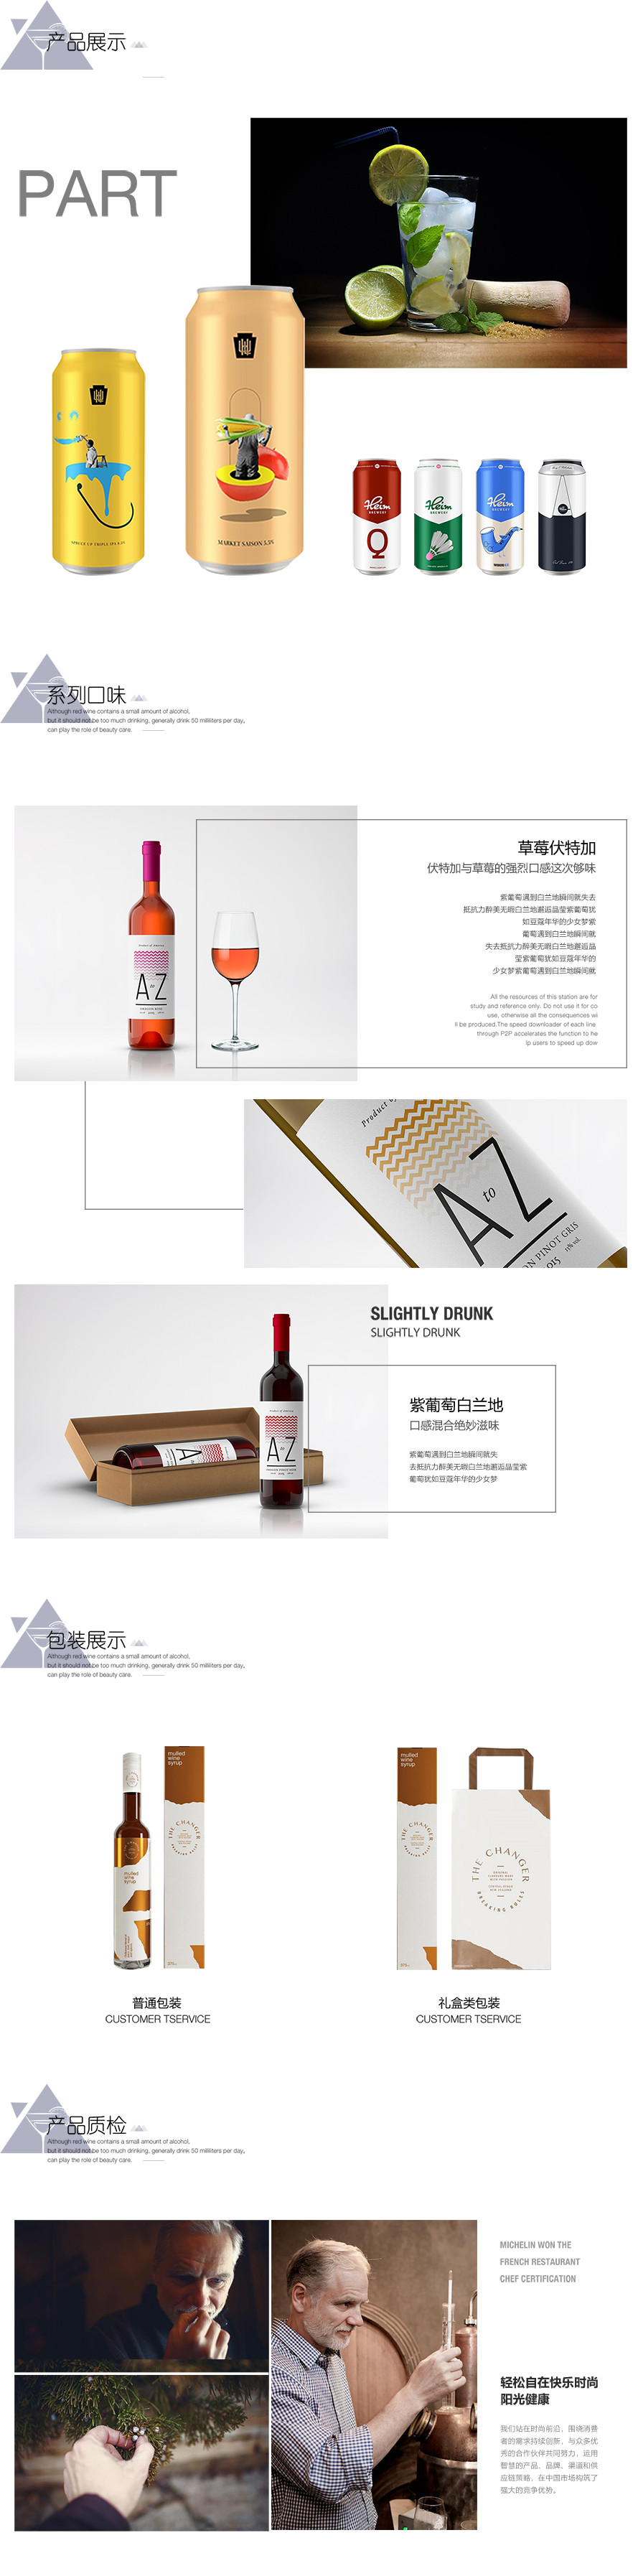 产品展示
PART
SPRUCE UP TRIPLE IPA 8.2%
MARKET SAISON 5.5%
Heim
BREWERY
Heim
BREWERY
Heim
BREWERY
系列口味
Although red wine contains a small amount of alcohol,
but it should not be too much drinking, generally drink 50 milliliters per day,
can play the role of beauty care.
草莓伏特加
伏特加与草莓的强烈口感这次够味
紫葡萄遇到白兰地瞬间就失去
抵抗力醉美无暇白兰地邂逅晶莹紫葡萄犹
如豆蔻年华的少女梦紫
葡萄遇到白兰地瞬间就
失去抵抗力醉美无暇白兰地邂逅晶
莹紫葡萄犹如豆蔻年华的
少女梦紫葡萄遇到白兰地瞬间就
All the resources of this station are for
study and reference only. Do not use it for co
use, otherwise all the consequences wi
ll be produced.The speed downloader of each line
through P2P accelerates the function to he
lp users to speed up dow
Product of America
A to Z
Product of
A to Z
ON PINOT GRIS
015
13% vol.
SLIGHTLY DRUNK
SLIGHTLY DRUNK
紫葡萄白兰地
口感混合绝妙滋味
紫葡萄遇到白兰地瞬间就失
去抵抗力醉美无暇白兰地邂逅晶莹紫
葡萄犹如豆蔻年华的少女梦
A to Z
A to Z
包装展示
Although red wine contains a small amount of alcohol,
but it should not be too much drinking, generally drink 50 milliliters per day,
can play the role of beauty care.
mulled
wine
syrup
mulled
wine
syrup
THE CHANGER
BREAKING RULES
mulled
wine
syrup
THE CHANGER
BREAKING RULES
THE CHANGER
BREAKING RULES
普通包装
CUSTOMER TSERVICE
礼盒类包装
CUSTOMER TSERVICE
产品质检
Although red wine contains a small amount of alcohol,
but it should not be too much drinking, generally drink 50 milliliters per day,
can play the role of beauty care.
MICHELIN WON THE
FRENCH RESTAURANT
CHEF CERTIFICATION
轻松自在快乐时尚
阳光健康
我们站在时尚前沿，围绕消费
者的需求持续创新，与众多优
秀的合作伙伴共同努力，运用
智慧的产品、品牌、渠道和供
应链策略，在中国市场构筑了
强大的竞争优势。